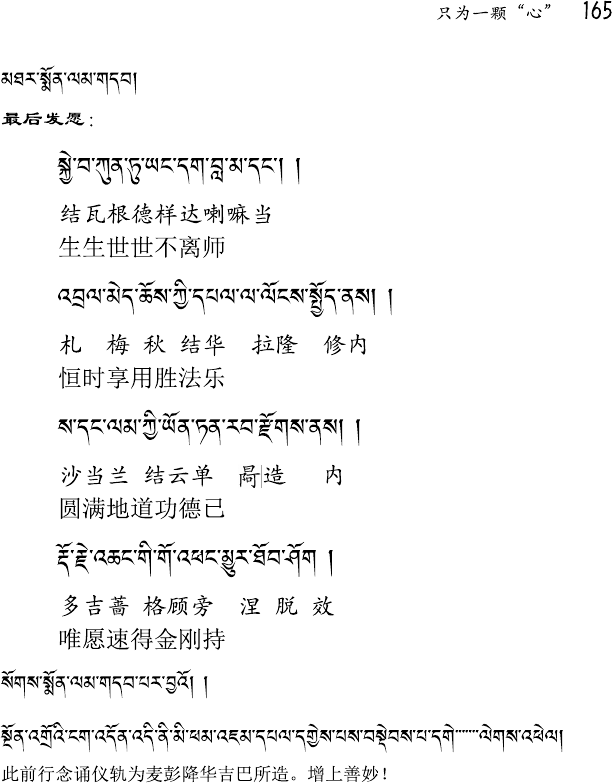 只为一颗“心” 165
མཐར་སྨོན་ལམ་གདབ།
最后发愿：
སྐྱེ་བ་ཀུན་ཏུ་ཡང་དག་བླ་མ་དང་། །
结瓦根德样达喇嘛当
生生世世不离师
འབྲལ་མེད་ཆོས་ཀྱི་དཔལ་ལ་ལོངས་སྤྱོད་ནས། །
札 梅 秋 结华 拉隆 修内
恒时享用胜法乐
ས་དང་ལམ་གྱི་ཡོན་ཏན་རབ་རྫོགས་ནས། །
沙当兰 结云单 咼造 内
圆满地道功德已
རྡོ་རྗེ་འཆང་གི་གོ་འཕང་མྱུར་ཐོབ་ཤོག །
多吉蔷 格顾旁 涅 脱 效
唯愿速得金刚持
སོགས་སྨོན་ལམ་གདབ་པར་བྱའོ། །
སྔོན་འགྲོའི་ངག་འདོན་འདི་ནི་མི་ཕམ་འཇམ་དཔལ་དགྱེས་པས་བསྡེབས་པ་དགེ་……ལེགས་འཕེལ།
此前行念诵仪轨为麦彭降华吉巴所造。增上善妙！